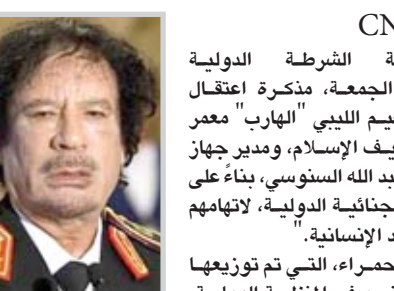 CN
ة الشرطة الدولية
الجمعة، مذكرة اعتقال
يم الليبي "الهارب" معمر
يف الإسلام، ومدير جهاز
بد الله السنوسي، بناءً على
جنائية الدولية، لاتهامهم
د الإنسانية."
حمراء، التي تم توزيعها